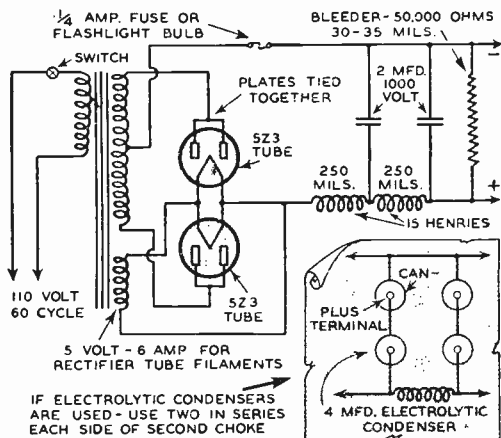 ¼ AMP. FUSE OR
FLASHLIGHT BULB
BLEEDER-50,000 OHMS
30-35 MILS.
SWITCH
PLATES TIED
TOGETHER
2 MFD.
1000
VOLT
5Z3
TUBE
250
MILS.
250
MILS.
15 HENRIES
5Z3
TUBE
110 VOLT
60 CYCLE
5 VOLT - 6 AMP FOR
RECTIFIER TUBE FILAMENTS
CAN-
PLUS
TERMINAL
IF ELECTROLYTIC CONDENSERS
ARE USED - USE TWO IN SERIES
EACH SIDE OF SECOND CHOKE
4 MFD. ELECTROLYTIC
CONDENSER
−
+